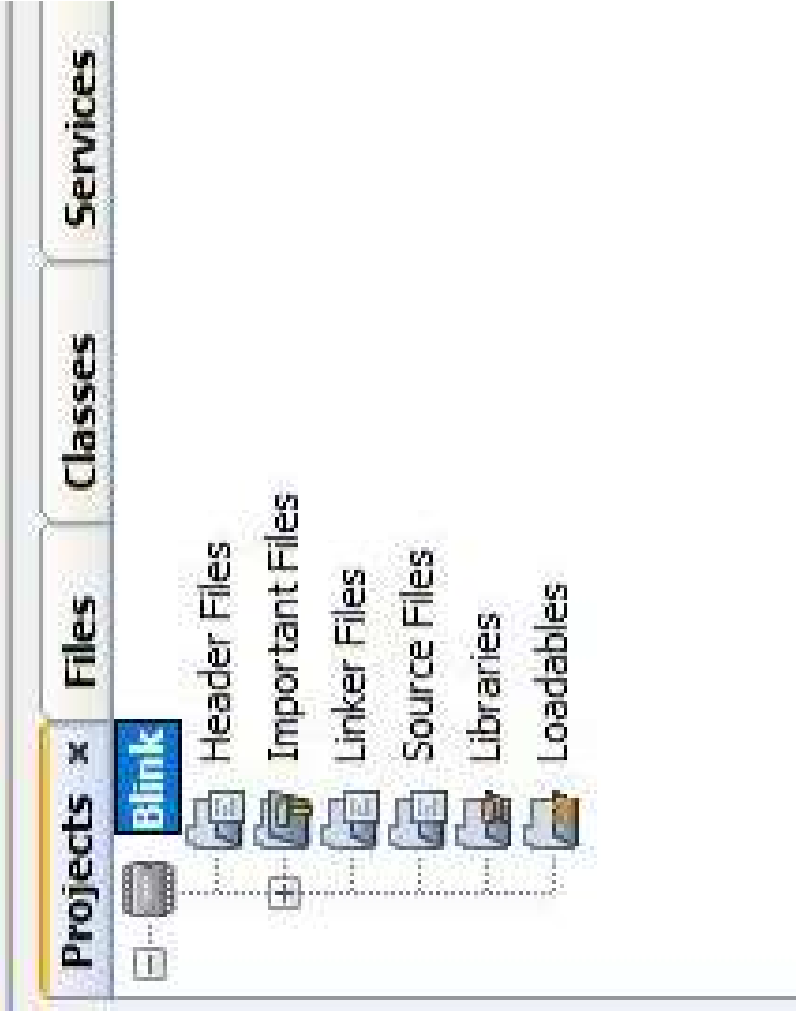 Projects x Files Classes Services
Blink
Header Files
Important Files
Linker Files
Source Files
Libraries
Loadables